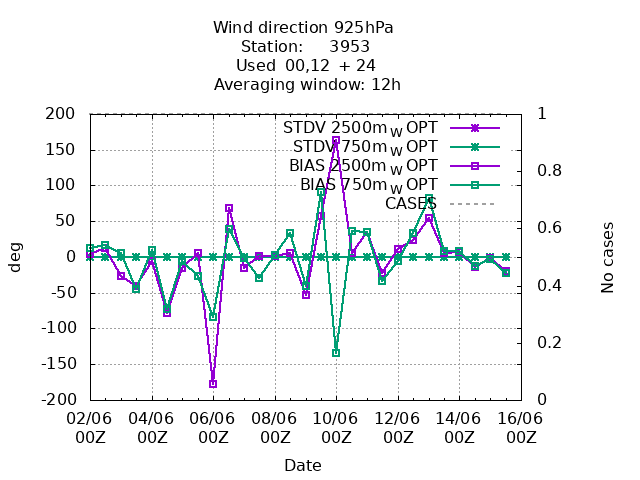 Wind direction 925hPa
Station: 3953
Used 00,12 + 24
Averaging window: 12h
STDV 2500m W OPT
STDV 750m W OPT
BIAS 2500m W OPT
BIAS 750m W OPT
CASES
200
150
100
50
0
-50
-100
-150
-200
deg
1
0.8
0.6
0.4
0.2
0
No cases
02/06 04/06 06/06 08/06 10/06 12/06 14/06 16/06
00Z 00Z 00Z 00Z 00Z 00Z 00Z 00Z
Date